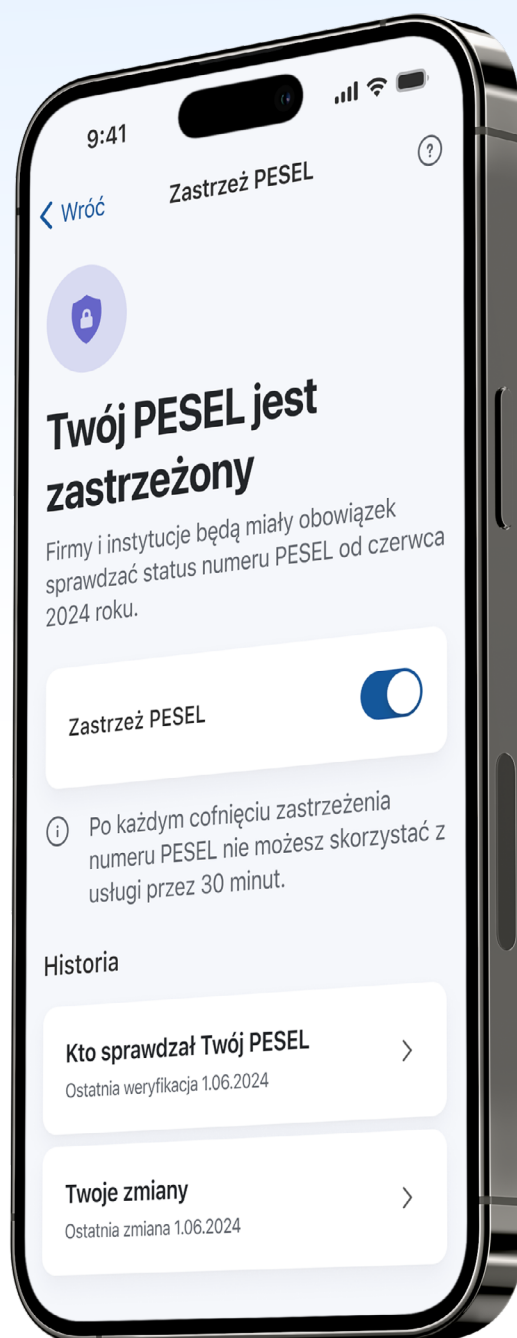 9:41
Wróć
Zastrzeż PESEL
?
Twój PESEL jest
zastrzeżony
Firmy i instytucje będą miały obowiązek
sprawdzać status numeru PESEL od czerwca
2024 roku.
Zastrzeż PESEL
Po każdym cofnięciu zastrzeżenia
numeru PESEL nie możesz skorzystać z
usługi przez 30 minut.
Historia
Kto sprawdzał Twój PESEL
Ostatnia weryfikacja 1.06.2024
Twoje zmiany
Ostatnia zmiana 1.06.2024